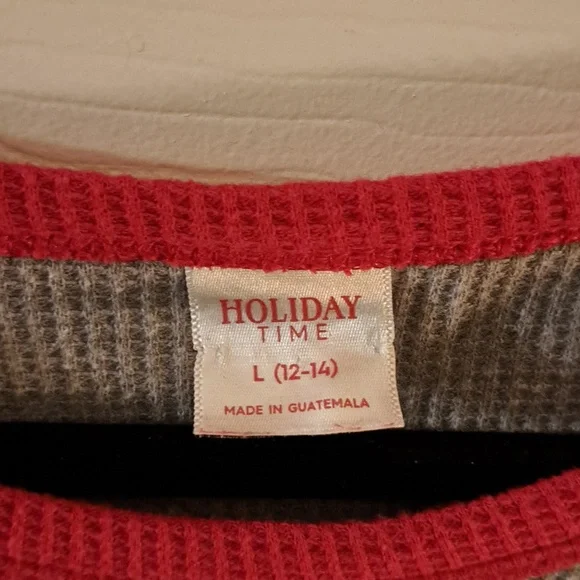 HOLIDAY
TIME
L (12-14)
MADE IN GUATEMALA